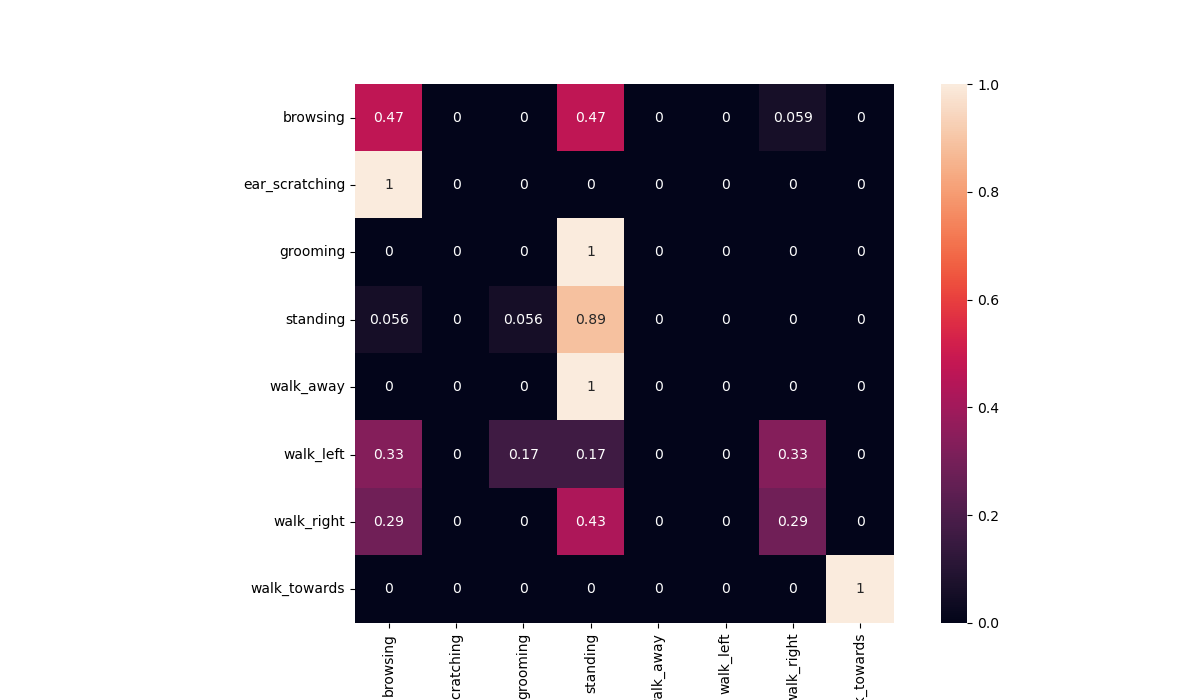 1.0
browsing 0.47 0 0 0.47 0 0 0.059 0
ear_scratching 1 0 0 0 0 0 0 0
0.8
grooming 0 0 0 1 0 0 0 0
0.6
standing 0.056 0 0.056 0.89 0 0 0 0
walk_away 0 0 0 1 0 0 0 0
0.4
walk_left 0.33 0 0.17 0.17 0 0 0.33 0
0.2
walk_right 0.29 0 0 0.43 0 0 0.29 0
walk_towards 0 0 0 0 0 0 0 1
0.0
browsing
cratching
grooming
standing
alk_away
walk_left
walk_right
k_towards